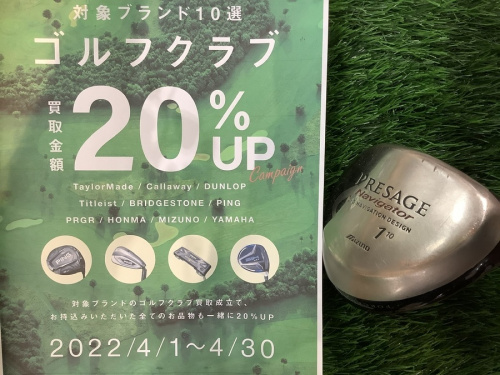 対象ブランド10選
ゴルフクラブ
買取金額
20%
UP
Campaign
TaylorMade / Callaway / DUNLOP
Titleist / BRIDGESTONE / PING
PRGR / HONMA / MIZUNO / YAMAHA
対象ブランドのゴルフクラブ買取成立で、
お持込みいただいた全てのお品物も一緒に20%UP
2022/4/1〜4/30
PRESAGE
Navigator
NAVIGATION DESIGN
1
10
Mizuno